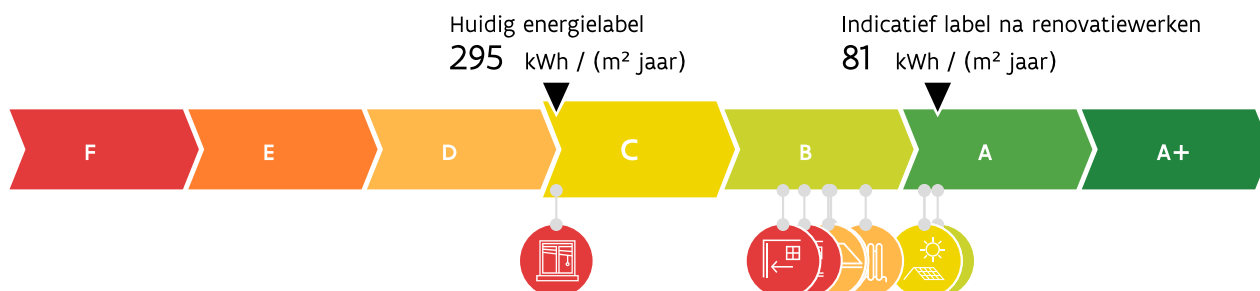 Huidig energielabel
295 kWh / (m² jaar)
Indicatief label na renovatiewerken
81 kWh / (m² jaar)
F E D C B A A+